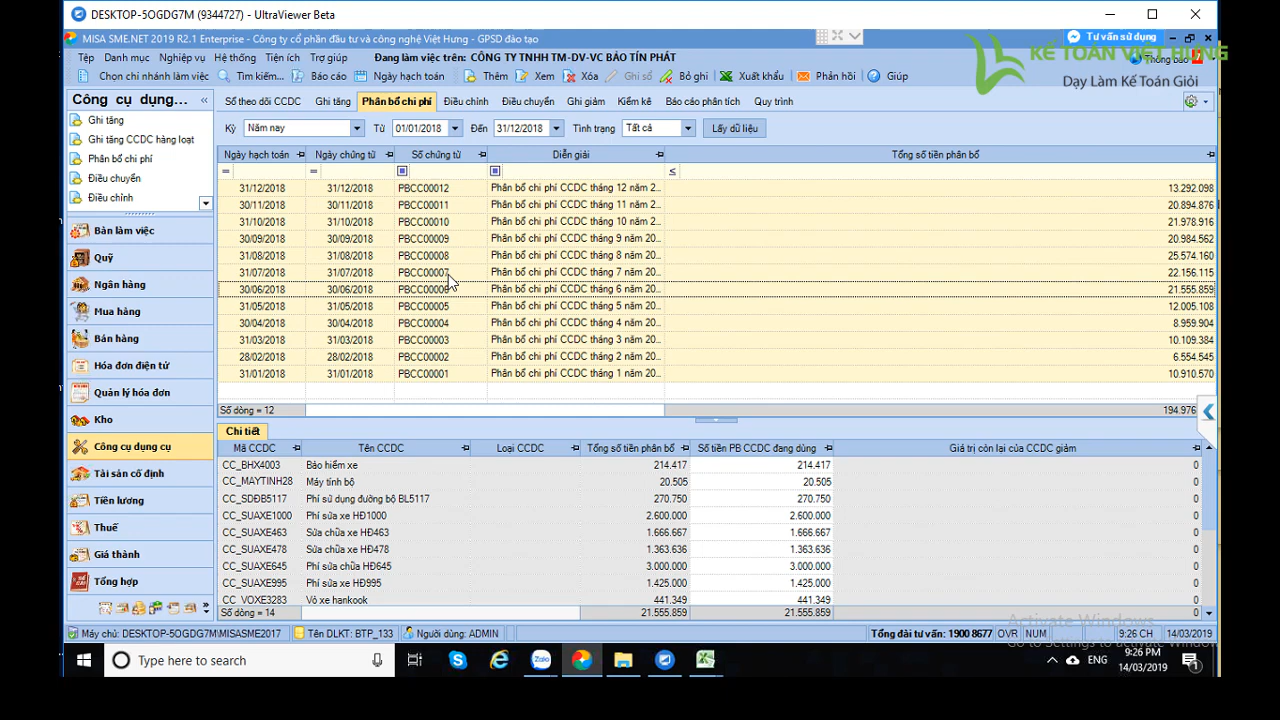 DESKTOP-5OGDG7M (9344727) - UltraViewer Beta
MISA SME.NET 2019 R2.1 Enterprise - Công ty cổ phần đầu tư và công nghệ Việt Hưng - GPSD đào tạo
Tư vấn sử dụng
KẾ TOÁN VIỆT HƯNG
Dạy Làm Kế Toán Giỏi
Tệp Danh mục Nghiệp vụ Hệ thống Tiện ích Trợ giúp Đang làm việc trên: CÔNG TY TNHH TM-DV-VC BẢO TÍN PHÁT Thông báo
Chọn chi nhánh làm việc Tìm kiếm... Báo cáo Ngày hạch toán Thêm Xem Xóa Ghi sổ Bỏ ghi Xuất khẩu Phản hồi Giúp
Công cụ dụng... «
Số theo dõi CCDC Ghi tăng Phân bổ chi phí Điều chỉnh Điều chuyển Ghi giảm Kiểm kê Báo cáo phân tích Quy trình
Ghi tăng
Ghi tăng CCDC hàng loạt
Phân bổ chi phí
Điều chuyển
Điều chỉnh
Bàn làm việc
Quỹ
Ngân hàng
Mua hàng
Bán hàng
Hóa đơn điện tử
Quản lý hóa đơn
Kho
Công cụ dụng cụ
Tài sản cố định
Tiền lương
Thuế
Giá thành
Tổng hợp
Kỳ Năm nay Từ 01/01/2018 Đến 31/12/2018 Tình trạng Tất cả Lấy dữ liệu
Ngày hạch toán Ngày chứng từ Số chứng từ Diễn giải Tổng số tiền phân bổ
= = ≤
31/12/2018 31/12/2018 PBCC00012 Phân bổ chi phí CCDC tháng 12 năm 2... 13.292.098
30/11/2018 30/11/2018 PBCC00011 Phân bổ chi phí CCDC tháng 11 năm 2... 20.894.876
31/10/2018 31/10/2018 PBCC00010 Phân bổ chi phí CCDC tháng 10 năm 2... 21.978.916
30/09/2018 30/09/2018 PBCC00009 Phân bổ chi phí CCDC tháng 9 năm 20... 20.984.562
31/08/2018 31/08/2018 PBCC00008 Phân bổ chi phí CCDC tháng 8 năm 20... 25.574.160
31/07/2018 31/07/2018 PBCC00007 Phân bổ chi phí CCDC tháng 7 năm 20... 22.156.115
30/06/2018 30/06/2018 PBCC00006 Phân bổ chi phí CCDC tháng 6 năm 20... 21.555.859
31/05/2018 31/05/2018 PBCC00005 Phân bổ chi phí CCDC tháng 5 năm 20... 12.005.108
30/04/2018 30/04/2018 PBCC00004 Phân bổ chi phí CCDC tháng 4 năm 20... 8.959.904
31/03/2018 31/03/2018 PBCC00003 Phân bổ chi phí CCDC tháng 3 năm 20... 10.109.384
28/02/2018 28/02/2018 PBCC00002 Phân bổ chi phí CCDC tháng 2 năm 20... 6.554.545
31/01/2018 31/01/2018 PBCC00001 Phân bổ chi phí CCDC tháng 1 năm 20... 10.910.570
Số dòng = 12 194.976
Chi tiết
Mã CCDC Tên CCDC Loại CCDC Tổng số tiền phân bổ Số tiền PB CCDC đang dùng Giá trị còn lại của CCDC giảm
CC_BHX4003 Bảo hiểm xe 214.417 214.417 0
CC_MAYTINH28 Máy tính bộ 20.505 20.505 0
CC_SDĐB5117 Phí sử dụng đường bộ BL5117 270.750 270.750 0
CC_SUAXE1000 Phí sửa xe HĐ1000 2.600.000 2.600.000 0
CC_SUAXE463 Sửa chữa xe HĐ463 1.666.667 1.666.667 0
CC_SUAXE478 Sửa chữa xe HĐ478 1.363.636 1.363.636 0
CC_SUAXE645 Phí sửa chữa HĐ645 3.000.000 3.000.000 0
CC_SUAXE995 Phí sửa xe HĐ995 1.425.000 1.425.000 0
CC_VOXE3283 Vỏ xe hankook 441.349 441.349 0
Số dòng = 14 21.555.859 21.555.859 0
Activate Windows
Go to Settings to activate Windows
Máy chủ: DESKTOP-5OGDG7M\MISASME2017 Tên DLKT: BTP_133 Người dùng: ADMIN Tổng đài tư vấn: 1900 8677 OVR NUM 9:26 CH 14/03/2019
Type here to search ENG 9:26 PM
14/03/2019
1